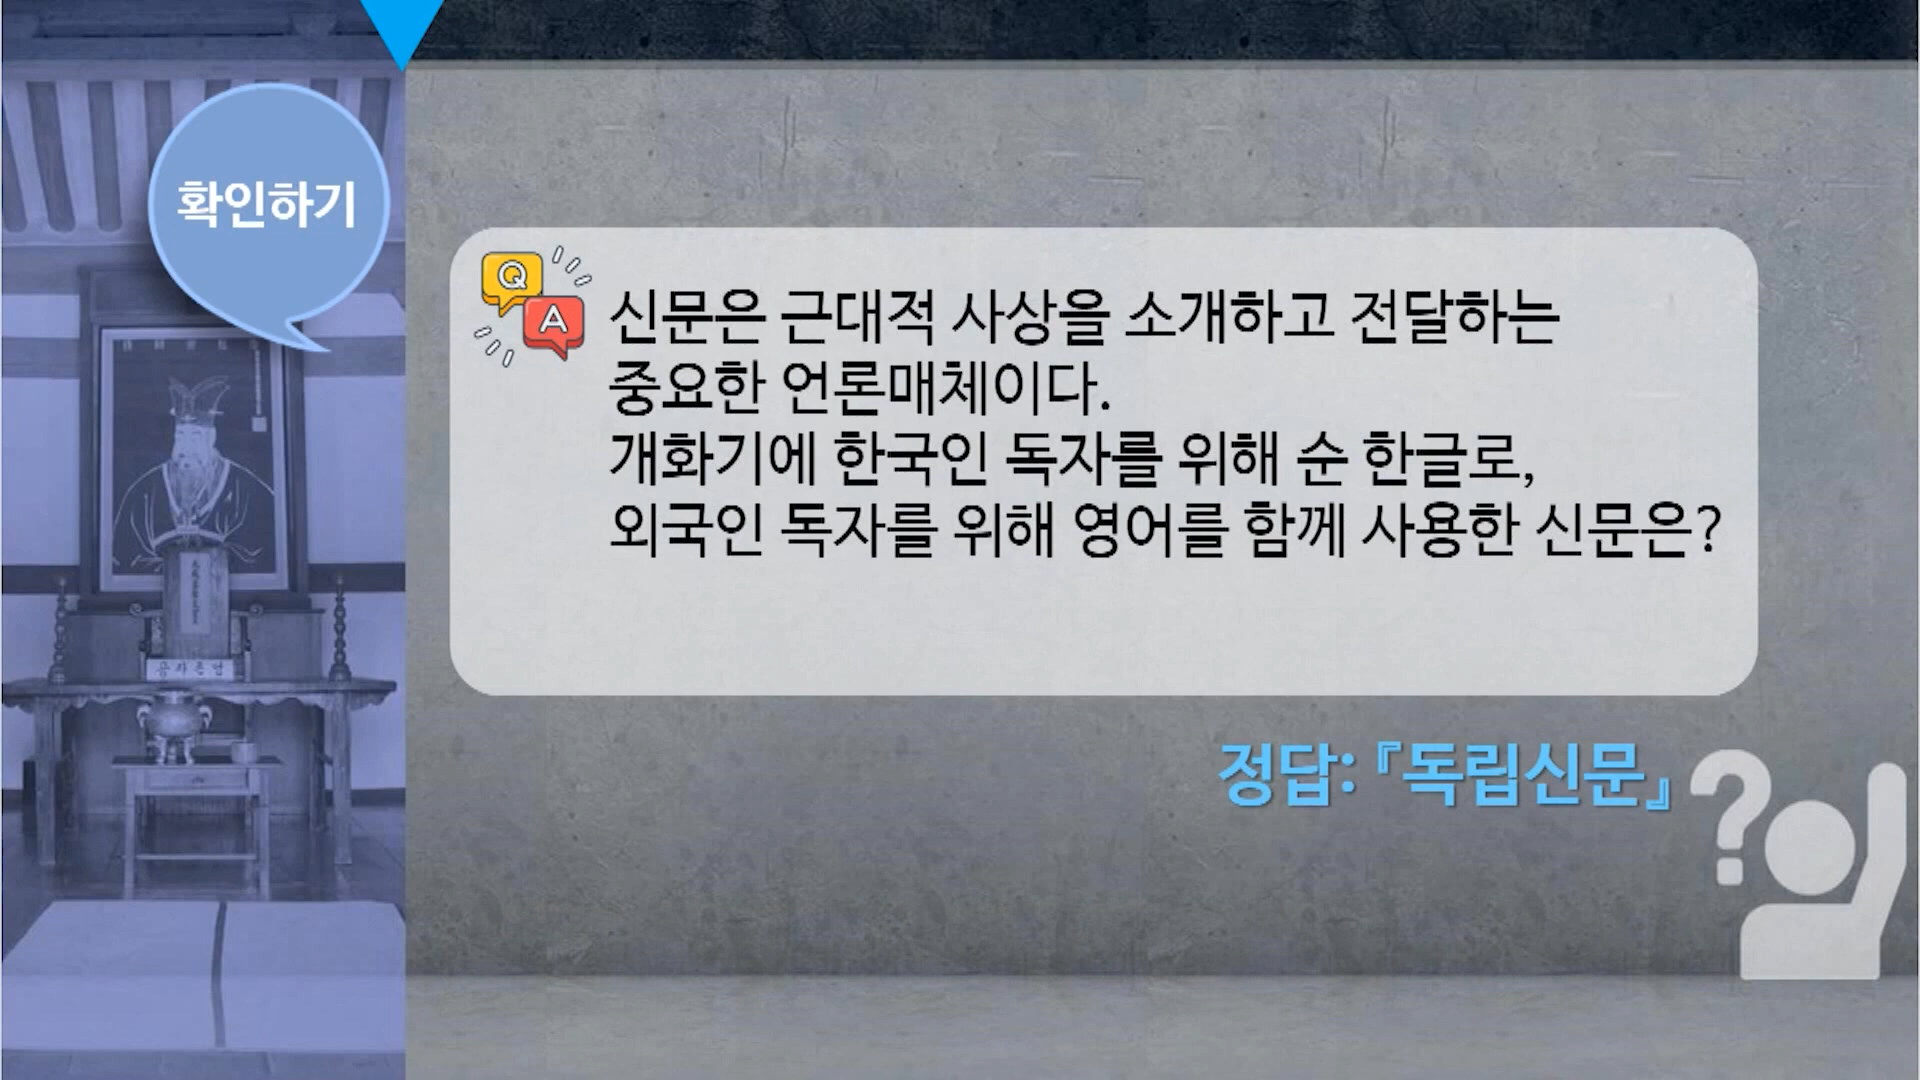 확인하기
Q
A
신문은 근대적 사상을 소개하고 전달하는
중요한 언론매체이다.
개화기에 한국인 독자를 위해 순 한글로,
외국인 독자를 위해 영어를 함께 사용한 신문은?
정답: 『독립신문』
?